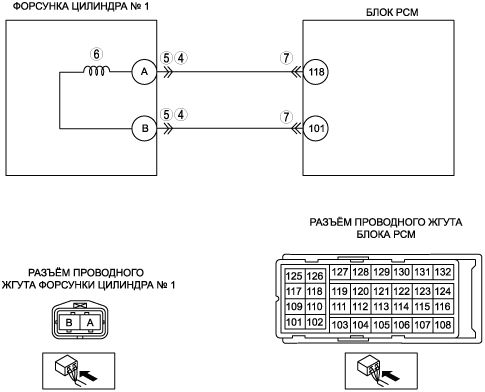 ФОРСУНКА ЦИЛИНДРА № 1
БЛОК PCM
6
A
5 4
7
118
B
5 4
7
101
РАЗЪЁМ ПРОВОДНОГО ЖГУТА
БЛОКА PCM
РАЗЪЁМ ПРОВОДНОГО
ЖГУТА ФОРСУНКИ ЦИЛИНДРА № 1
B A
125 126 127 128 129 130 131 132
117 118 119 120 121 122 123 124
109 110 111 112 113 114 115 116
101 102 103 104 105 106 107 108